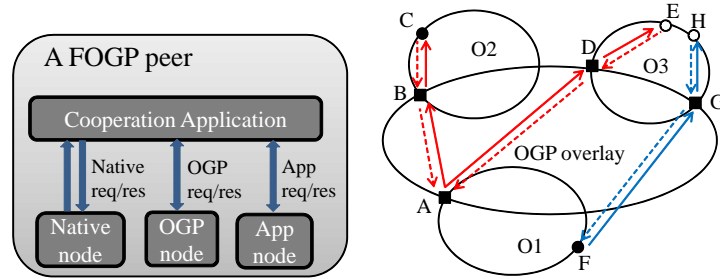 A FOGP peer
Cooperation Application
Native
req/res
OGP
req/res
App
req/res
Native
node
OGP
node
App
node
C
E
H
D
O2
O3
B
G
OGP overlay
A
O1
F